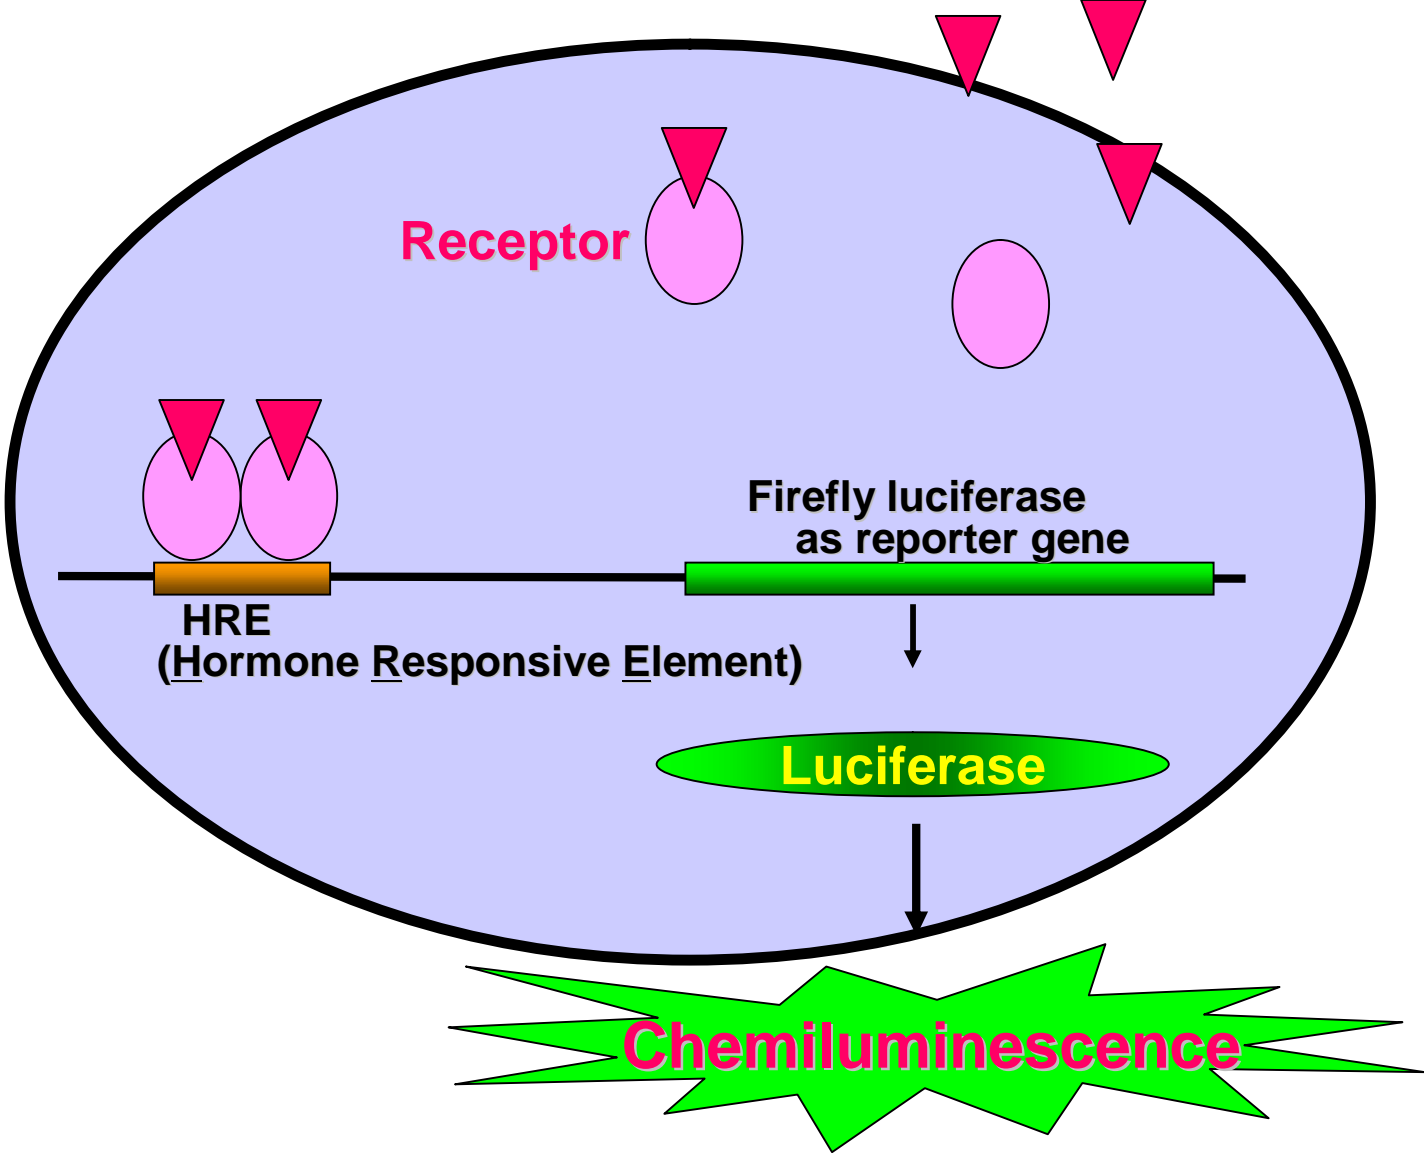 Receptor
Firefly luciferase
as reporter gene
HRE
(Hormone Responsive Element)
Luciferase
Chemiluminescence